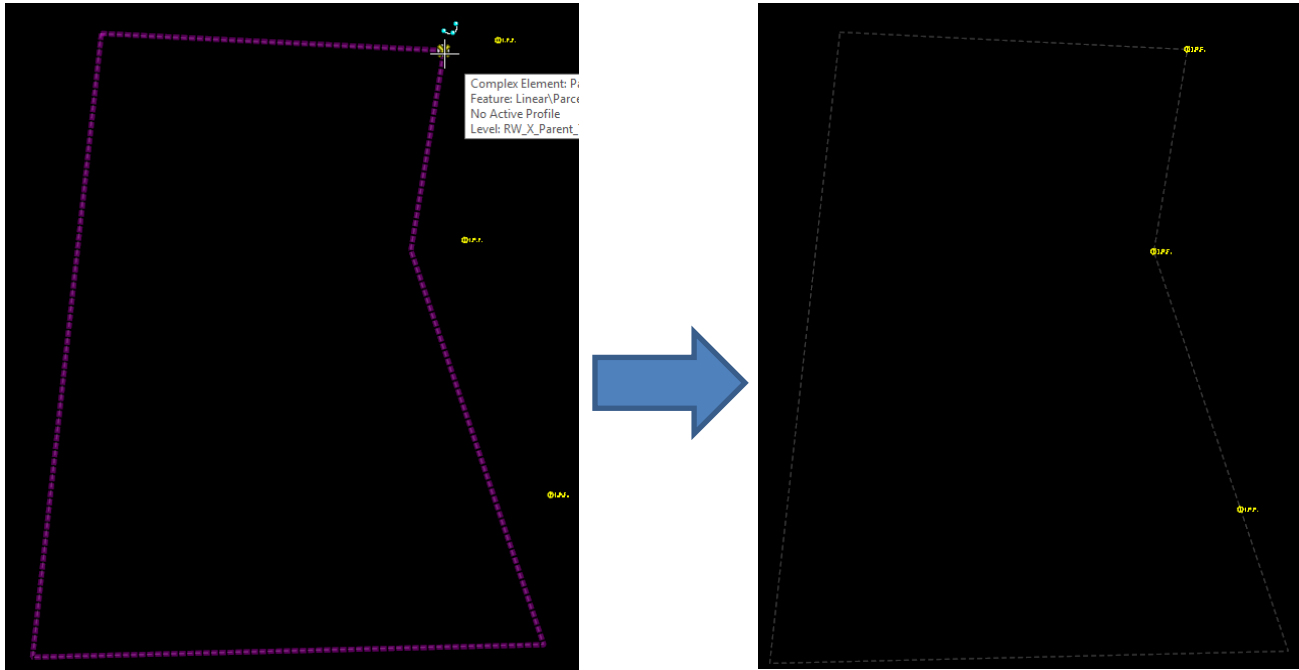 I.P.F.
Complex Element: Pa
Feature: Linear\Parce
No Active Profile
Level: RW_X_Parent_
I.P.F.
I.P.F.
I.P.F.
I.P.F.
I.P.F.